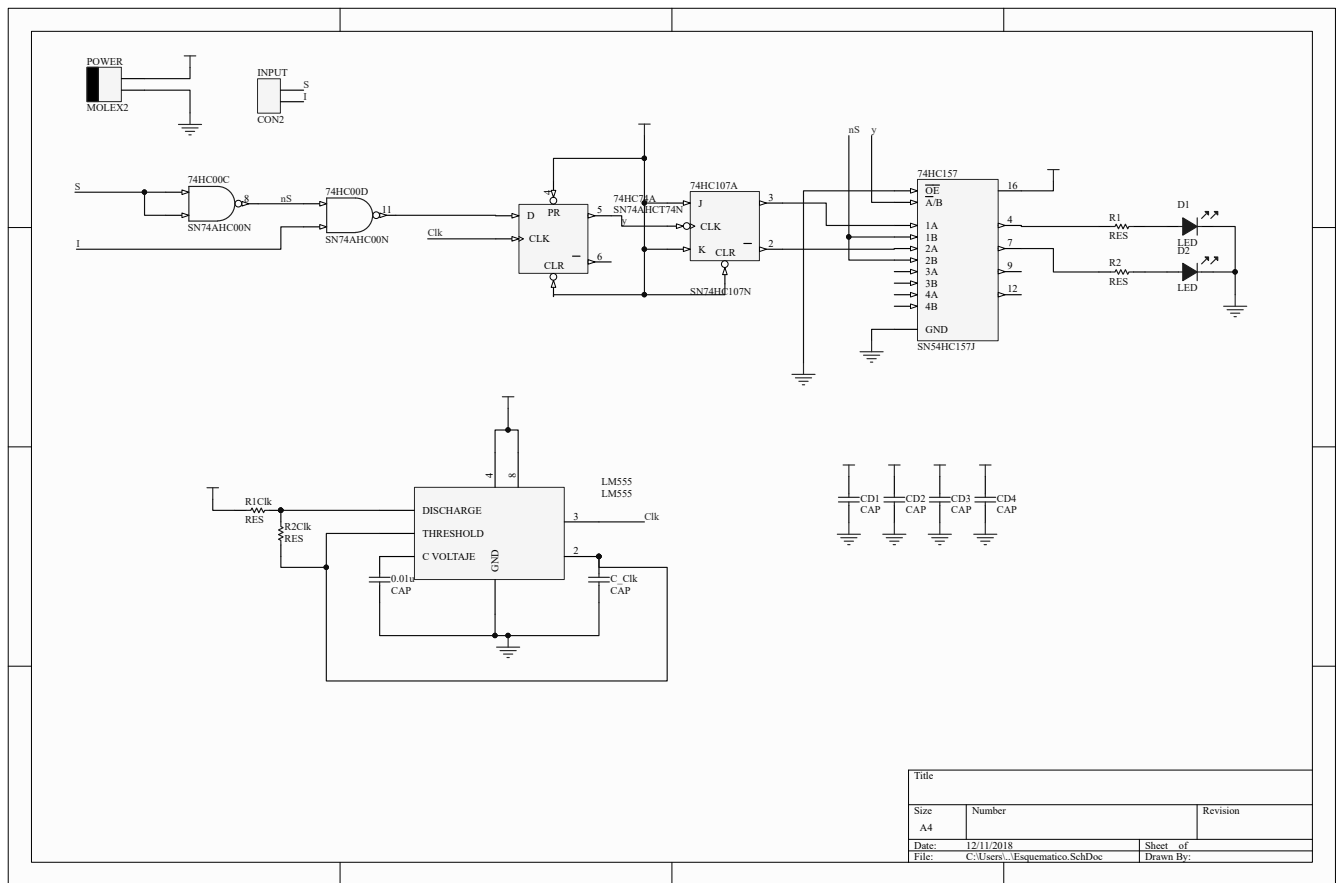 POWER
MOLEX2
INPUT
S
I
CON2
S
74HC00C
8
SN74AHC00N
nS
74HC00D
11
SN74AHC00N
I
Clk
4
PR
D
CLK
CLR
5
6
74HC74A
SN74AHCT74N
y
74HC107A
J
CLK
K
CLR
3
2
SN74HC107N
nS y
74HC157
OE
A/B
1A
1B
2A
2B
3A
3B
4A
4B
GND
16
4
7
9
12
SN54HC157J
R1
RES
R2
RES
D1
LED
D2
LED
4
8
LM555
LM555
R1Clk
RES
R2Clk
RES
DISCHARGE
THRESHOLD
C VOLTAJE
GND
3
Clk
2
0.01u
CAP
C_Clk
CAP
CD1
CAP
CD2
CAP
CD3
CAP
CD4
CAP
Title
Size
A4
Number
Revision
Date: 12/11/2018 Sheet of
File: C:\Users\..\Esquematico.SchDoc Drawn By: